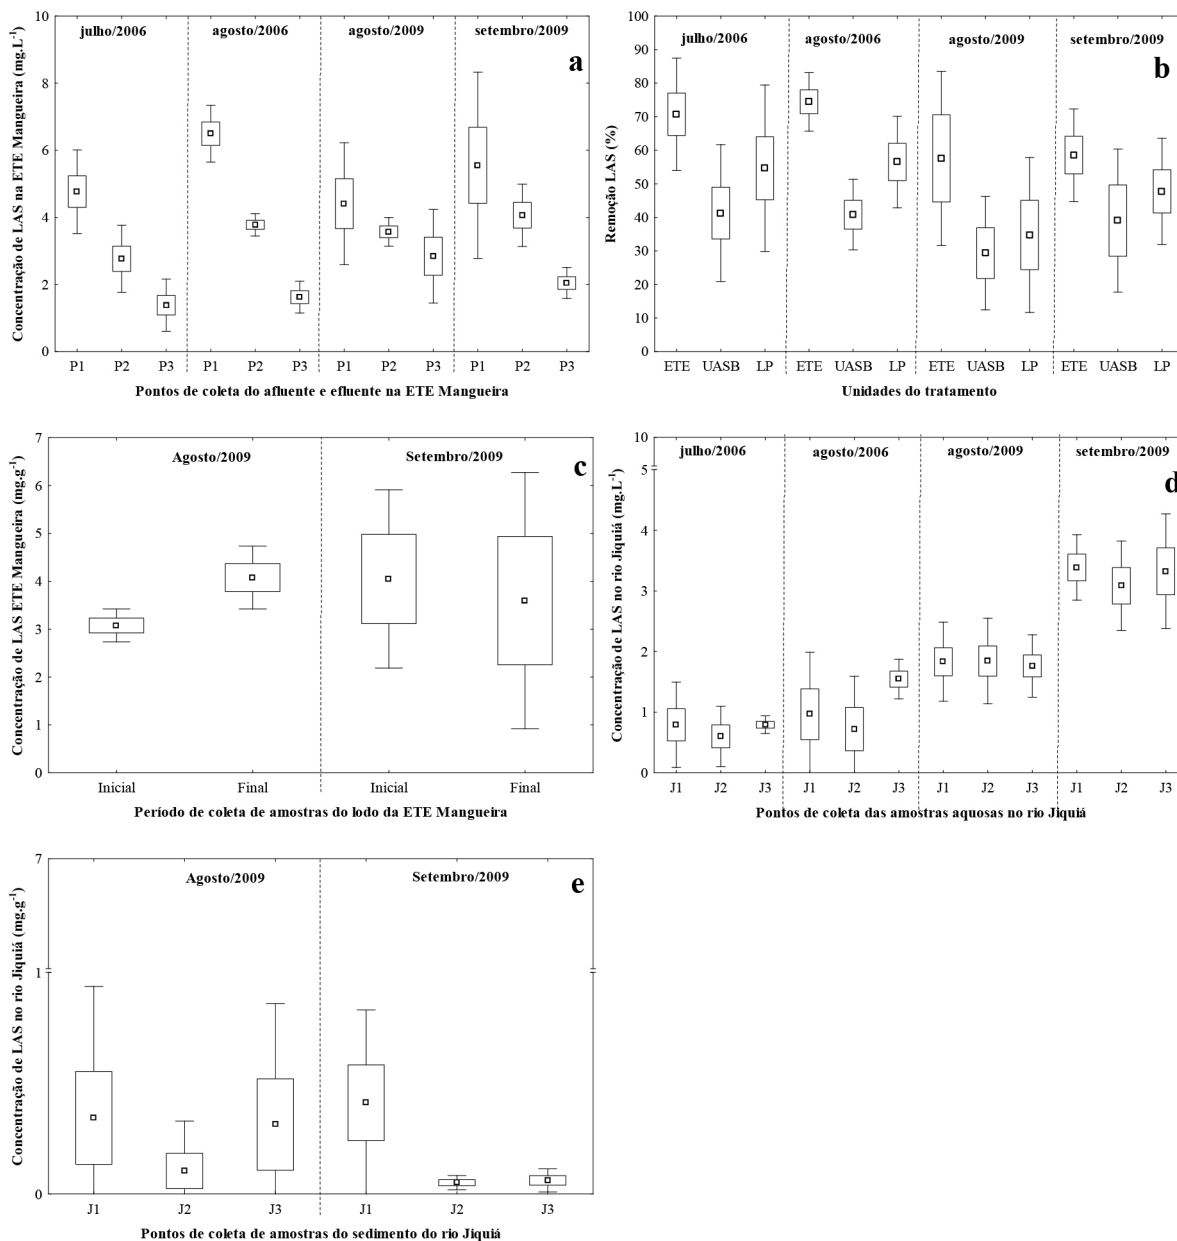 julho/2006 agosto/2006 agosto/2009 setembro/2009
a
Concentração de LAS na ETE Mangueira (mg.L-1)
10
8
6
4
2
0
P1 P2 P3 P1 P2 P3 P1 P2 P3 P1 P2 P3
Pontos de coleta do afluente e efluente na ETE Mangueira
julho/2006 agosto/2006 agosto/2009 setembro/2009
b
Remoção LAS (%)
100
90
80
70
60
50
40
30
20
10
0
ETE UASB LP ETE UASB LP ETE UASB LP ETE UASB LP
Unidades do tratamento
Agosto/2009 Setembro/2009
c
Concentração de LAS ETE Mangueira (mg.g-1)
7
6
5
4
3
2
1
0
Inicial Final Inicial Final
Período de coleta de amostras do lodo da ETE Mangueira
julho/2006 agosto/2006 agosto/2009 setembro/2009
d
Concentração de LAS no rio Jiquiá (mg.L-1)
10
5
4
3
2
1
0
J1 J2 J3 J1 J2 J3 J1 J2 J3 J1 J2 J3
Pontos de coleta das amostras aquosas no rio Jiquiá
Agosto/2009 Setembro/2009
e
Concentração de LAS no rio Jiquiá (mg.g-1)
7
1
0
J1 J2 J3 J1 J2 J3
Pontos de coleta de amostras do sedimento do rio Jiquiá